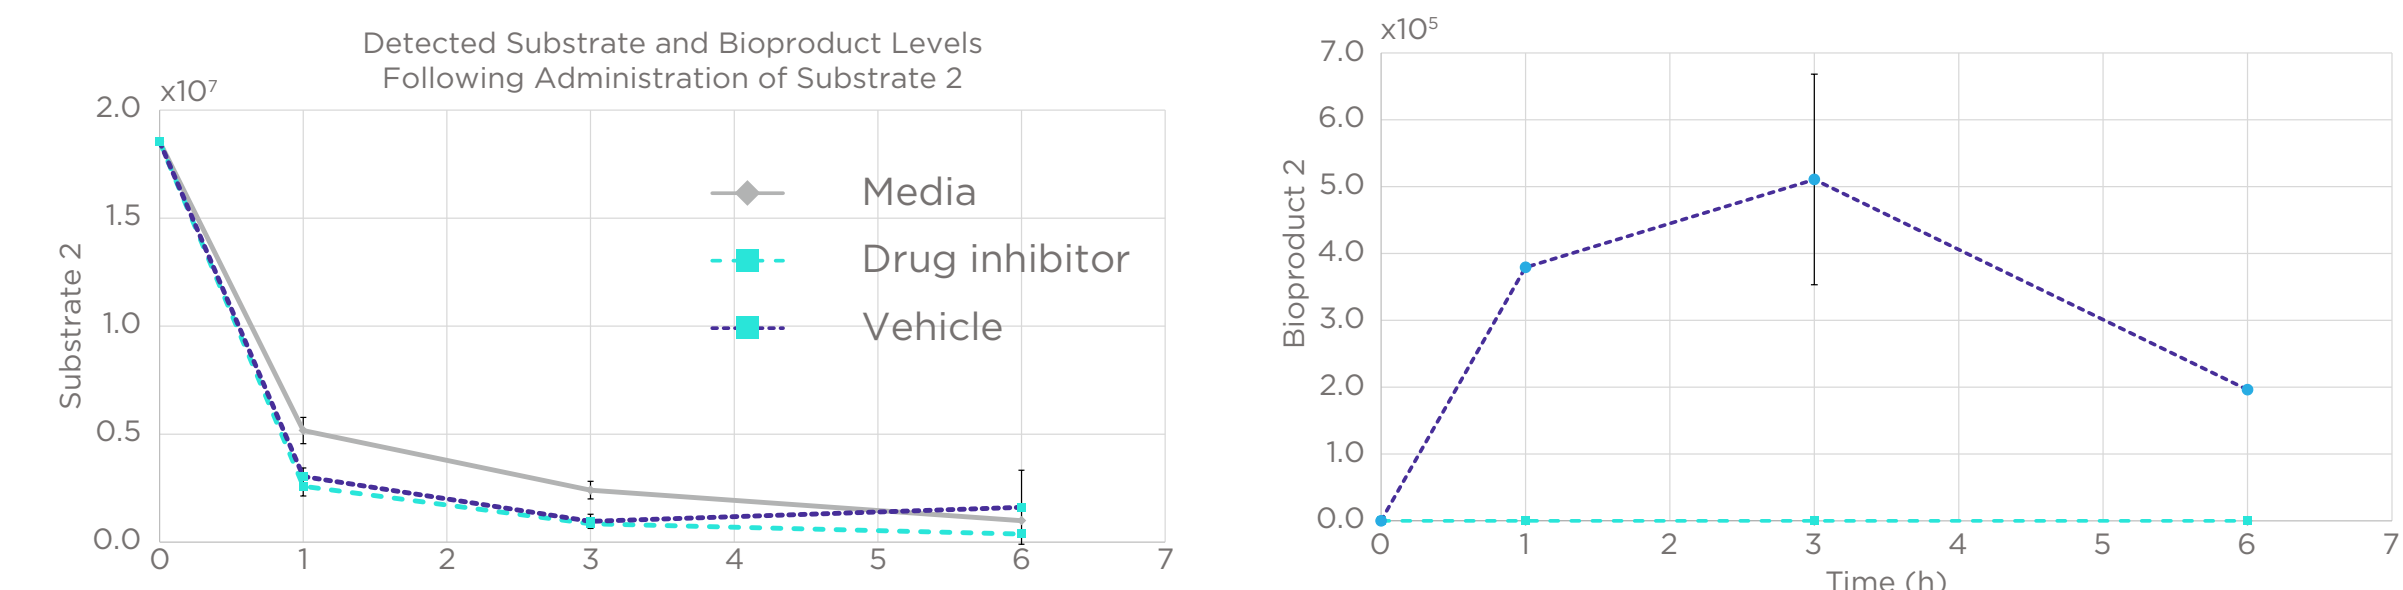 Detected Substrate and Bioproduct Levels
Following Administration of Substrate 2
x10⁷
2.0
1.5
1.0
0.5
0.0
Substrate 2
0 1 2 3 4 5 6 7
Media
Drug inhibitor
Vehicle
x10⁵
7.0
6.0
5.0
4.0
3.0
2.0
1.0
0.0
Bioproduct 2
0 1 2 3 4 5 6 7
Time (h)